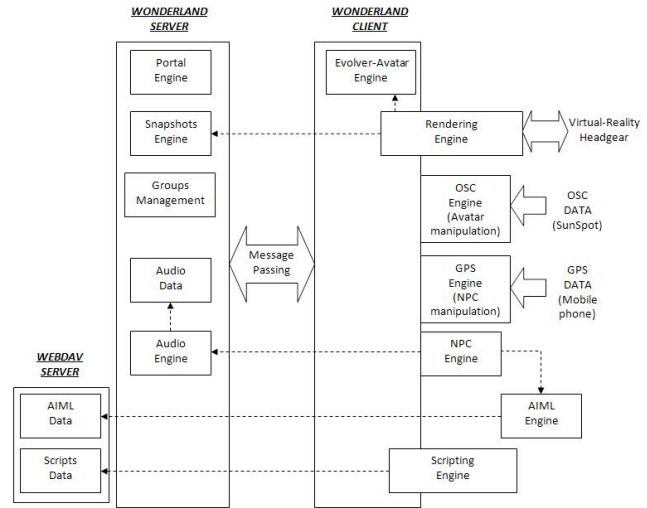 WONDERLAND
SERVER
WONDERLAND
CLIENT
Portal
Engine
Evolver-Avatar
Engine
Snapshots
Engine
Rendering
Engine
Virtual-Reality
Headgear
Groups
Management
OSC
Engine
(Avatar
manipulation)
OSC
DATA
(SunSpot)
Message
Passing
Audio
Data
GPS
Engine
(NPC
manipulation)
GPS
DATA
(Mobile
phone)
Audio
Engine
NPC
Engine
WEBDAV
SERVER
AIML
Data
AIML
Engine
Scripts
Data
Scripting
Engine